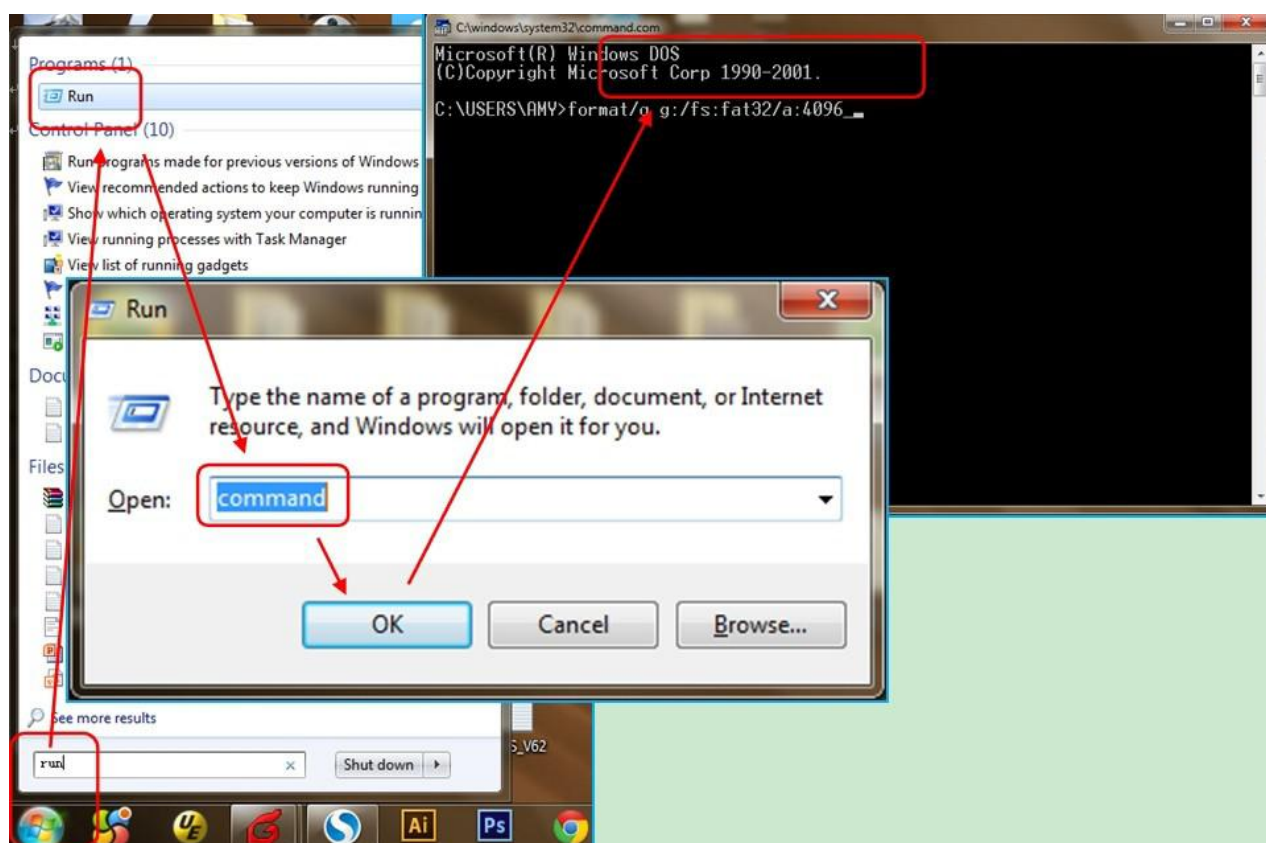 Programs (1)
Run
Control Panel (10)
Run programs made for previous versions of Windows
View recommended actions to keep Windows running
Show which operating system your computer is runnin
View running processes with Task Manager
View list of running gadgets
Docu
Files
See more results
run
Shut down
C:\windows\system32\command.com
Microsoft(R) Windows DOS
(C)Copyright Microsoft Corp 1990-2001.
C:\USERS\AMY>format/q g:/fs:fat32/a:4096_
Run
Type the name of a program, folder, document, or Internet
resource, and Windows will open it for you.
Open:
command
OK
Cancel
Browse...
S_V62
UE
Ai
Ps